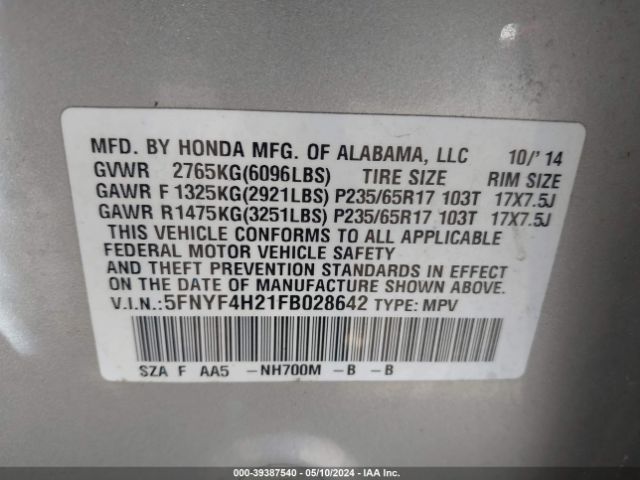 MFD. BY HONDA MFG. OF ALABAMA, LLC 10/'14
GVWR 2765KG(6096LBS) TIRE SIZE RIM SIZE
GAWR F 1325KG(2921LBS) P235/65R17 103T 17X7.5J
GAWR R1475KG(3251LBS) P235/65R17 103T 17X7.5J
THIS VEHICLE CONFORMS TO ALL APPLICABLE
FEDERAL MOTOR VEHICLE SAFETY
AND THEFT PREVENTION STANDARDS IN EFFECT
ON THE DATE OF MANUFACTURE SHOWN ABOVE.
V.I.N.:5FNYF4H21FB028642 TYPE: MPV
SZA F AA5 -NH700M -B -B
000-39387540 - 05/10/2024 - IAA Inc.